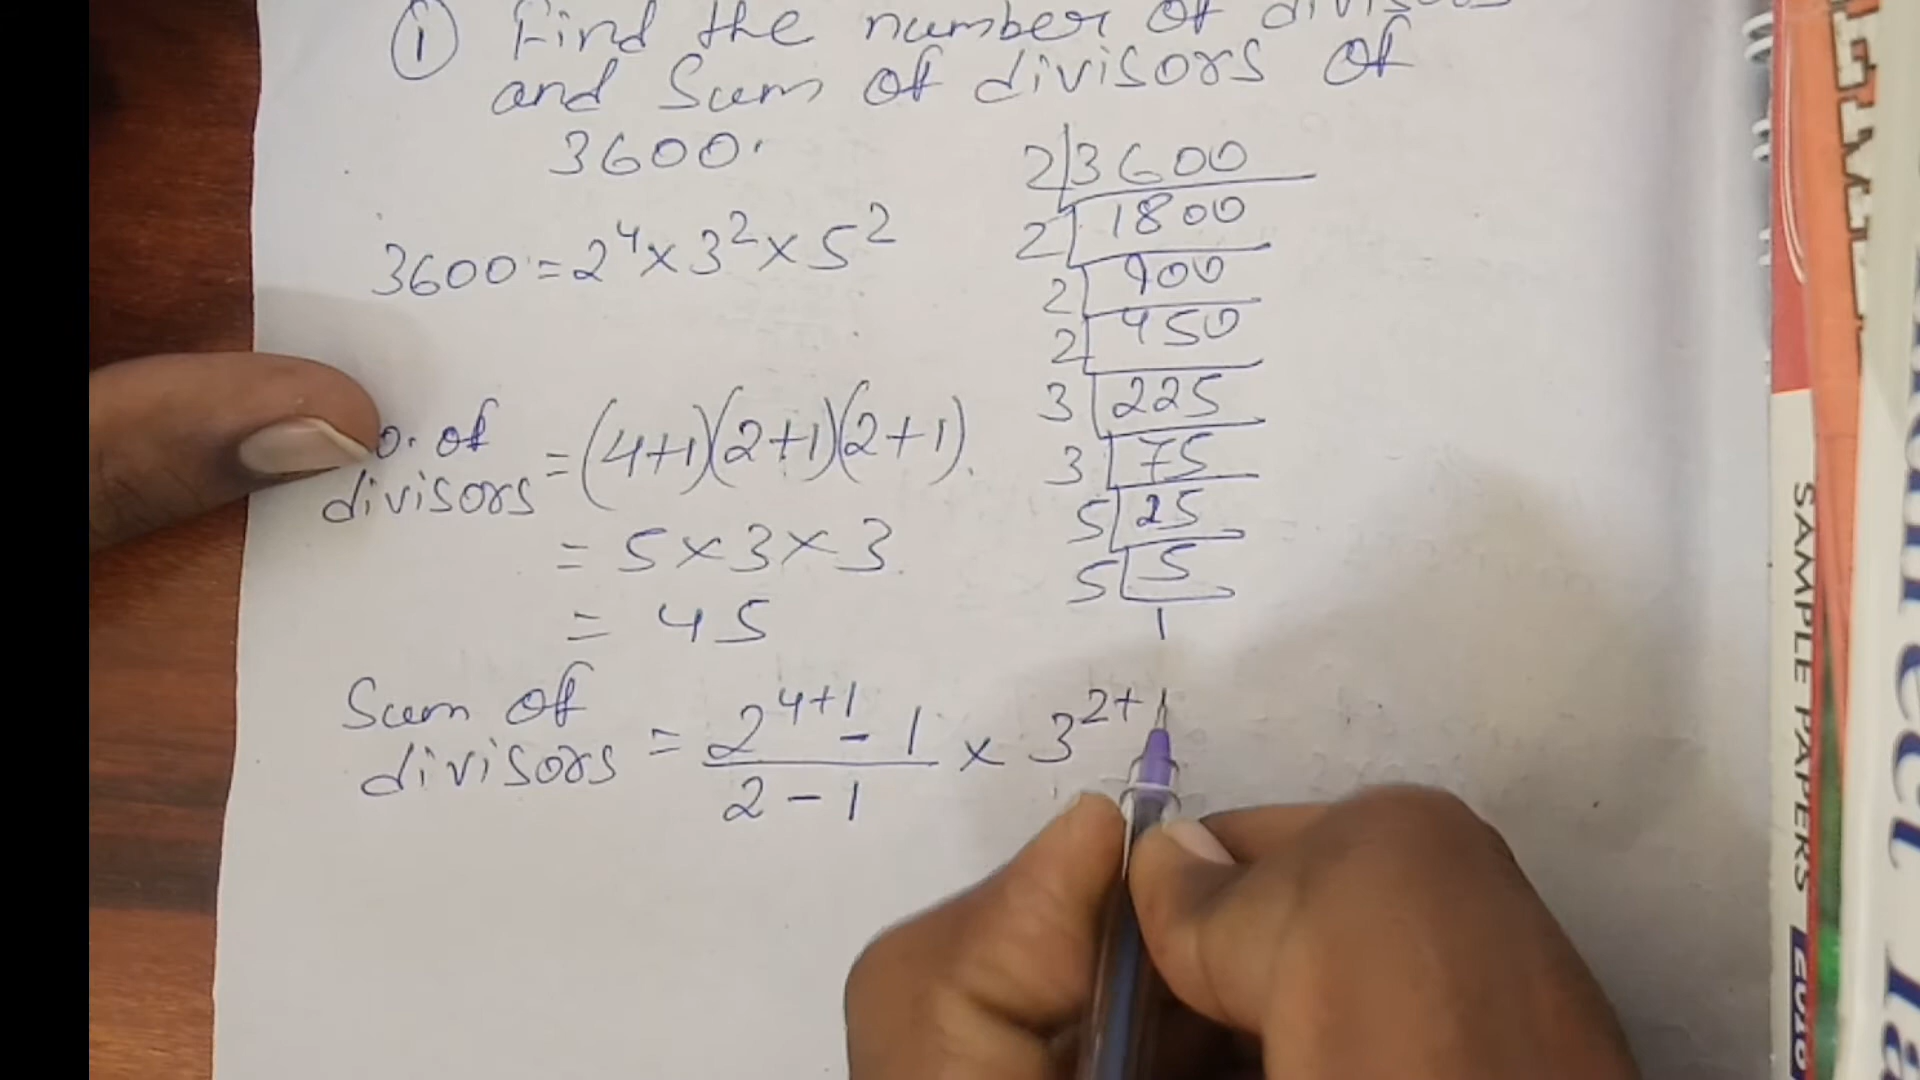 ① Find the number of divisors
and Sum of divisors of
3600.
3600 = 2⁴ x 3² x 5²
2 3600
2 1800
2 900
2 450
3 225
3 75
5 25
5 5
1
o. of
divisors = (4+1)(2+1)(2+1).
= 5 x 3 x 3
= 45
Sum of
divisors = 2⁴⁺¹ - 1 / 2 - 1 x 3²⁺¹
SAMPLE PAPERS